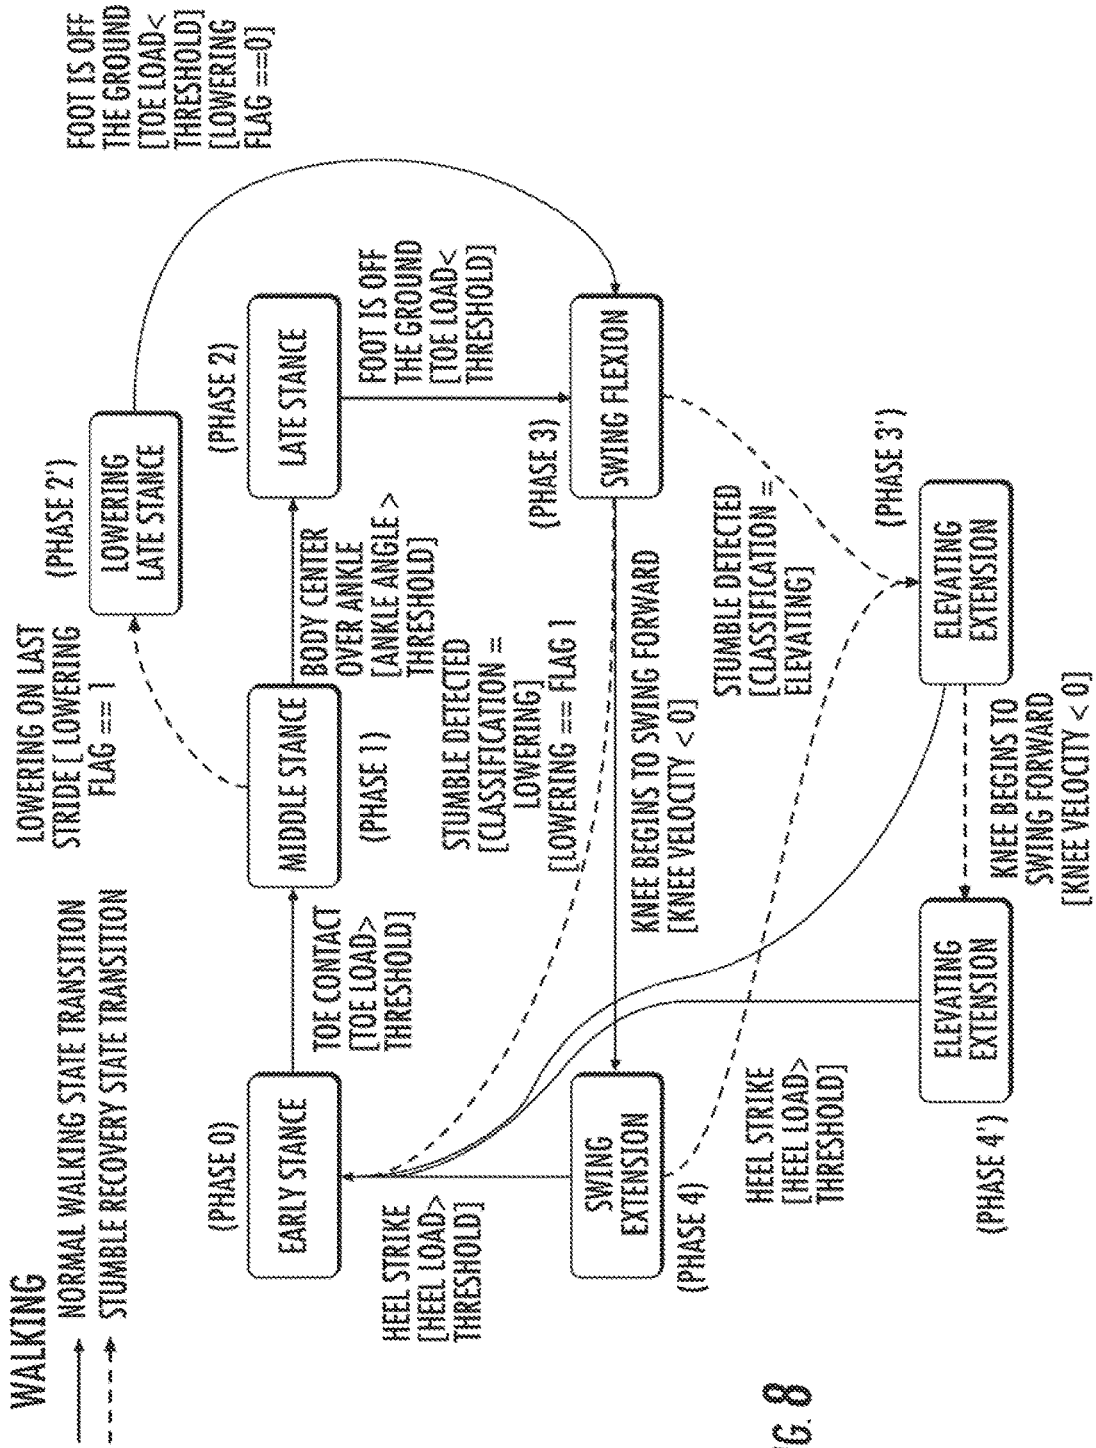 WALKING
NORMAL WALKING STATE TRANSITION
STUMBLE RECOVERY STATE TRANSITION
LOWERING ON LAST
STRIDE [ LOWERING
FLAG == 1
(PHASE 2')
LOWERING
LATE STANCE
FOOT IS OFF
THE GROUND
[TOE LOAD<
THRESHOLD]
[LOWERING
FLAG ==0]
(PHASE 0)
EARLY STANCE
TOE CONTACT
[TOE LOAD>
THRESHOLD]
MIDDLE STANCE
(PHASE 1)
BODY CENTER
OVER ANKLE
[ANKLE ANGLE >
THRESHOLD]
(PHASE 2)
LATE STANCE
FOOT IS OFF
THE GROUND
[TOE LOAD<
THRESHOLD]
HEEL STRIKE
[HEEL LOAD>
THRESHOLD]
STUMBLE DETECTED
[CLASSIFICATION =
LOWERING]
[LOWERING == FLAG 1
(PHASE 3)
SWING FLEXION
SWING
EXTENSION
(PHASE 4)
KNEE BEGINS TO SWING FORWARD
[KNEE VELOCITY < 0]
STUMBLE DETECTED
[CLASSIFICATION =
ELEVATING]
HEEL STRIKE
[HEEL LOAD>
THRESHOLD]
(PHASE 3')
ELEVATING
EXTENSION
ELEVATING
EXTENSION
(PHASE 4')
KNEE BEGINS TO
SWING FORWARD
[KNEE VELOCITY < 0]
IG. 8